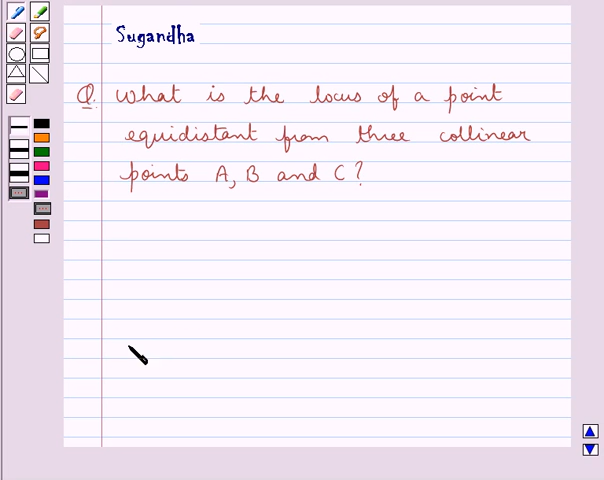 Sugandha
Q. What is the locus of a point
equidistant from three collinear
points A, B and C?